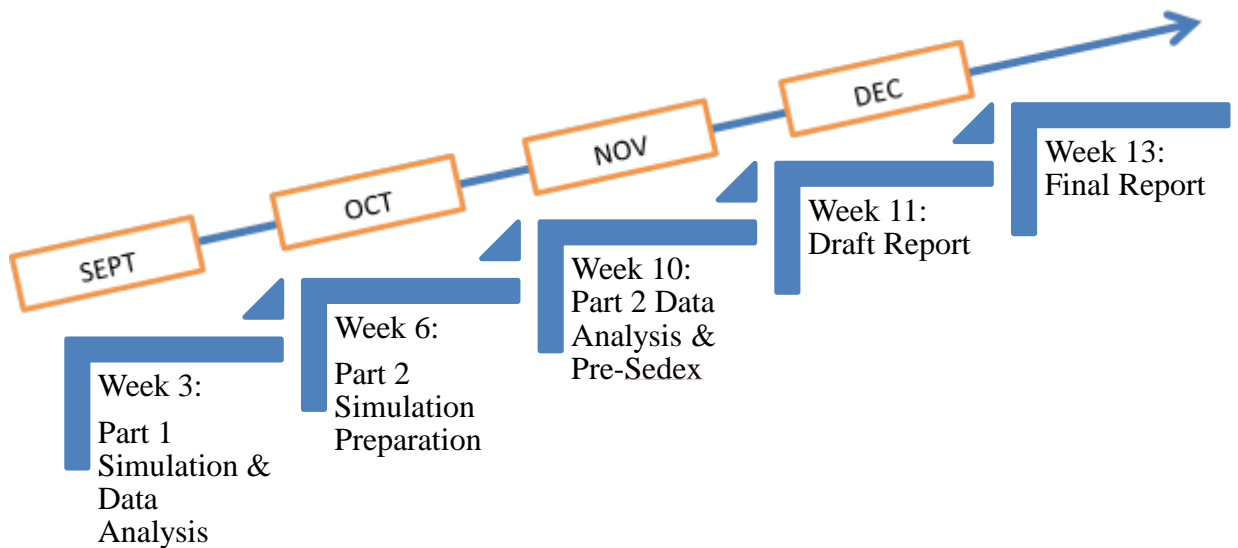 SEPT
OCT
NOV
DEC
Week 3:
Part 1
Simulation &
Data
Analysis
Week 6:
Part 2
Simulation
Preparation
Week 10:
Part 2 Data
Analysis &
Pre-Sedex
Week 11:
Draft Report
Week 13:
Final Report